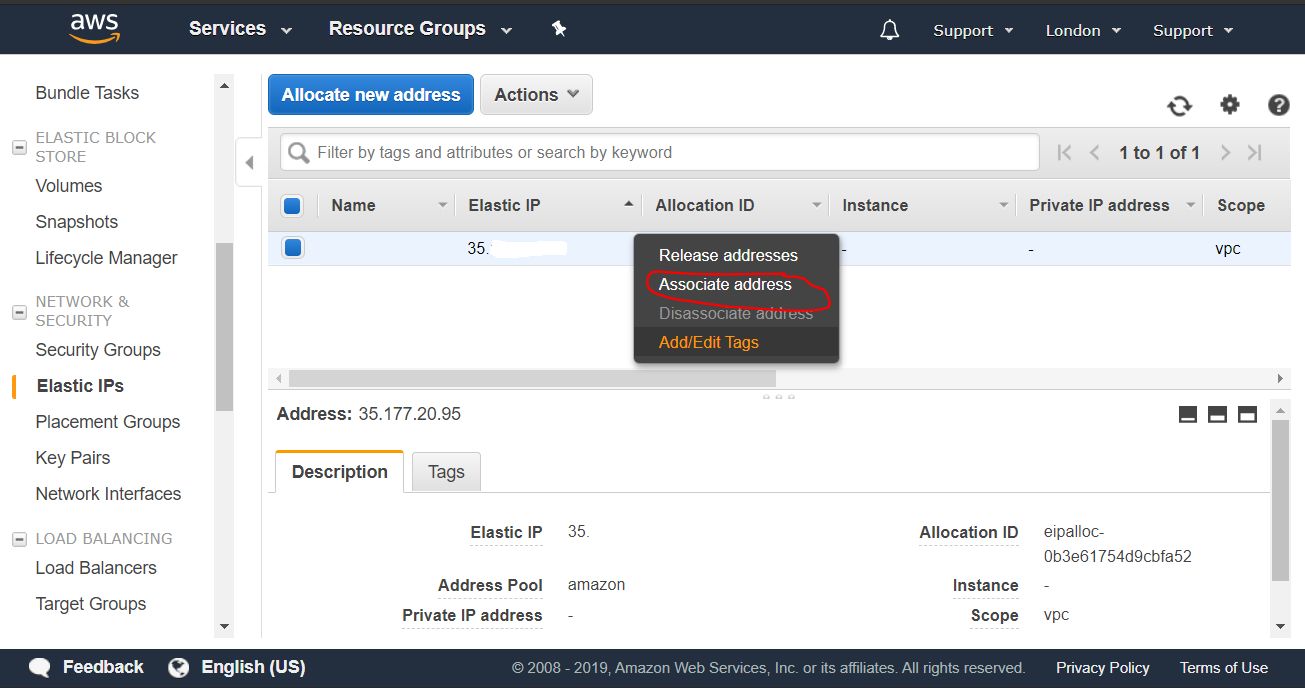 aws Services Resource Groups Support London Support
Bundle Tasks
ELASTIC BLOCK
STORE
Volumes
Snapshots
Lifecycle Manager
NETWORK &
SECURITY
Security Groups
Elastic IPs
Placement Groups
Key Pairs
Network Interfaces
LOAD BALANCING
Load Balancers
Target Groups
Allocate new address Actions
Filter by tags and attributes or search by keyword 1 to 1 of 1
Name Elastic IP Allocation ID Instance Private IP address Scope
35. - - vpc
Release addresses
Associate address
Disassociate address
Add/Edit Tags
Address: 35.177.20.95
Description Tags
Elastic IP 35. Allocation ID eipalloc-
0b3e61754d9cbfa52
Address Pool amazon Instance -
Private IP address - Scope vpc
Feedback English (US) © 2008 - 2019, Amazon Web Services, Inc. or its affiliates. All rights reserved. Privacy Policy Terms of Use